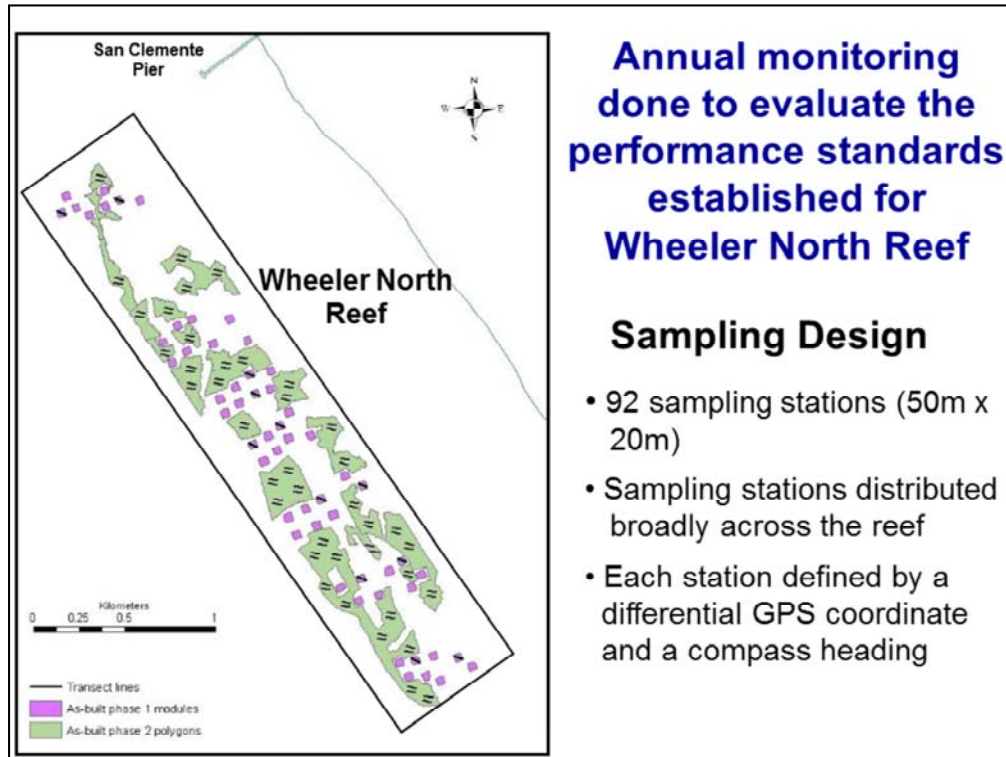 San Clemente
Pier
N
W E
Wheeler North
Reef
Kilometers
0 0.25 0.5 1
Transect lines
As-built phase 1 modules
As-built phase 2 polygons
Annual monitoring
done to evaluate the
performance standards
established for
Wheeler North Reef
Sampling Design
• 92 sampling stations (50m x
20m)
• Sampling stations distributed
broadly across the reef
• Each station defined by a
differential GPS coordinate
and a compass heading